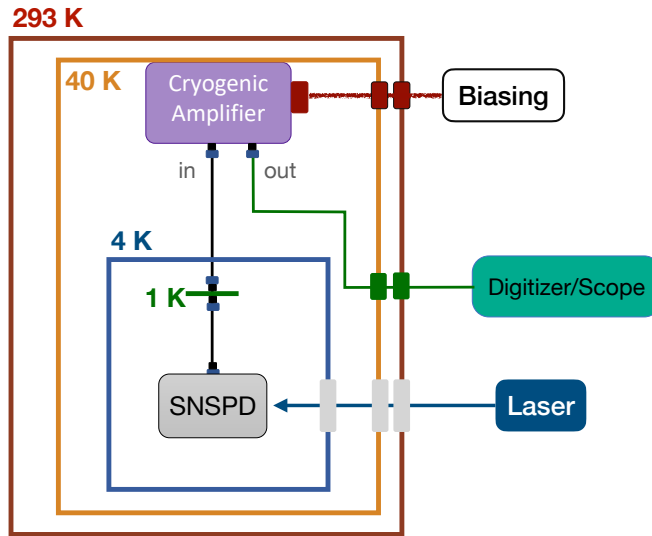 293 K
40 K
Cryogenic
Amplifier
Biasing
in
out
4 K
1 K
Digitizer/Scope
SNSPD
Laser